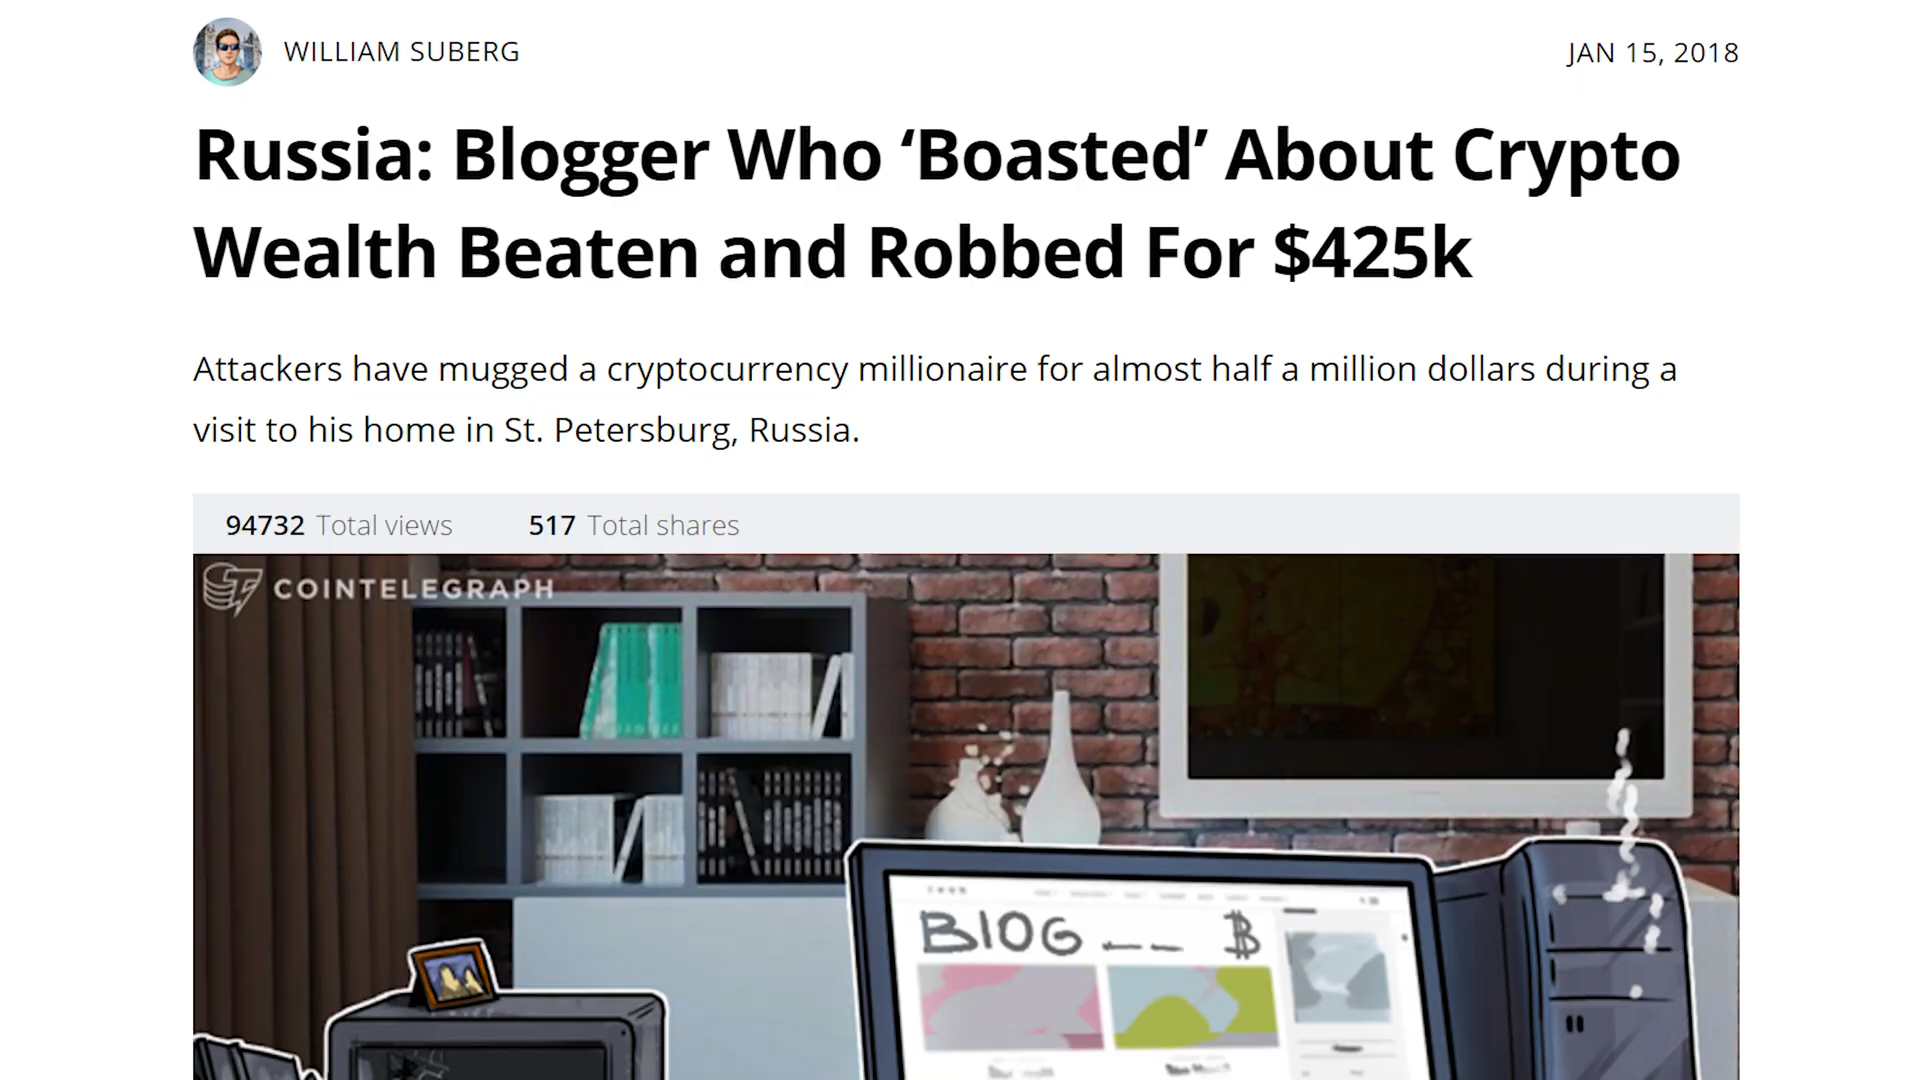 WILLIAM SUBERG
JAN 15, 2018
Russia: Blogger Who ‘Boasted’ About Crypto
Wealth Beaten and Robbed For $425k
Attackers have mugged a cryptocurrency millionaire for almost half a million dollars during a
visit to his home in St. Petersburg, Russia.
94732 Total views 517 Total shares
COINTELEGRAPH
BlOG